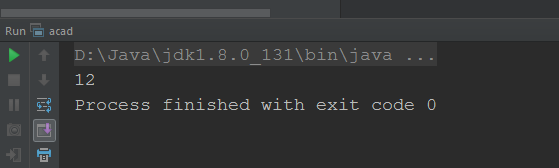 Run acad
D:\Java\jdk1.8.0_131\bin\java ...
12
Process finished with exit code 0